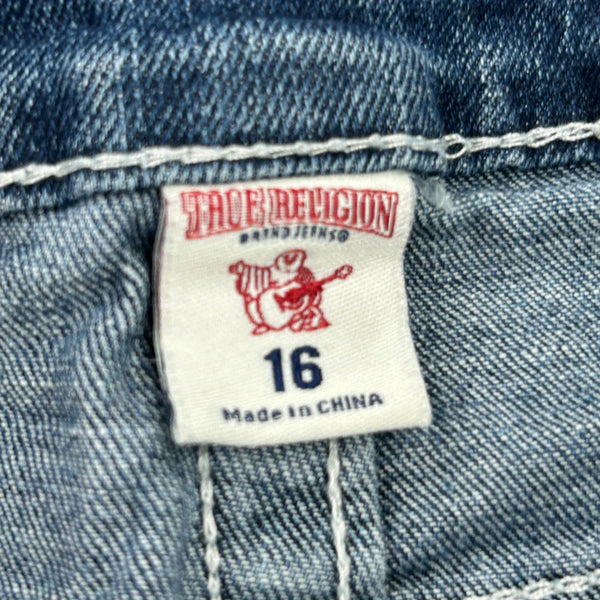 TRUE RELIGION
BRAND JEANS®
16
Made in CHINA